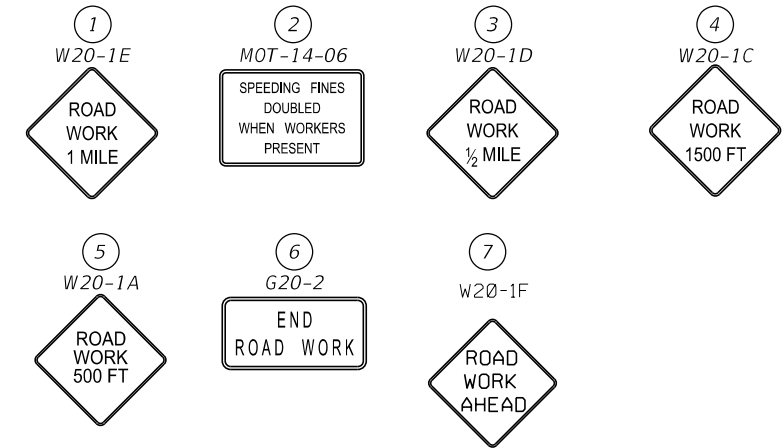 1
W20-1E
ROAD
WORK
1 MILE
2
MOT-14-06
SPEEDING FINES
DOUBLED
WHEN WORKERS
PRESENT
3
W20-1D
ROAD
WORK
½ MILE
4
W20-1C
ROAD
WORK
1500 FT
5
W20-1A
ROAD
WORK
500 FT
6
G20-2
END
ROAD WORK
7
W20-1F
ROAD
WORK
AHEAD